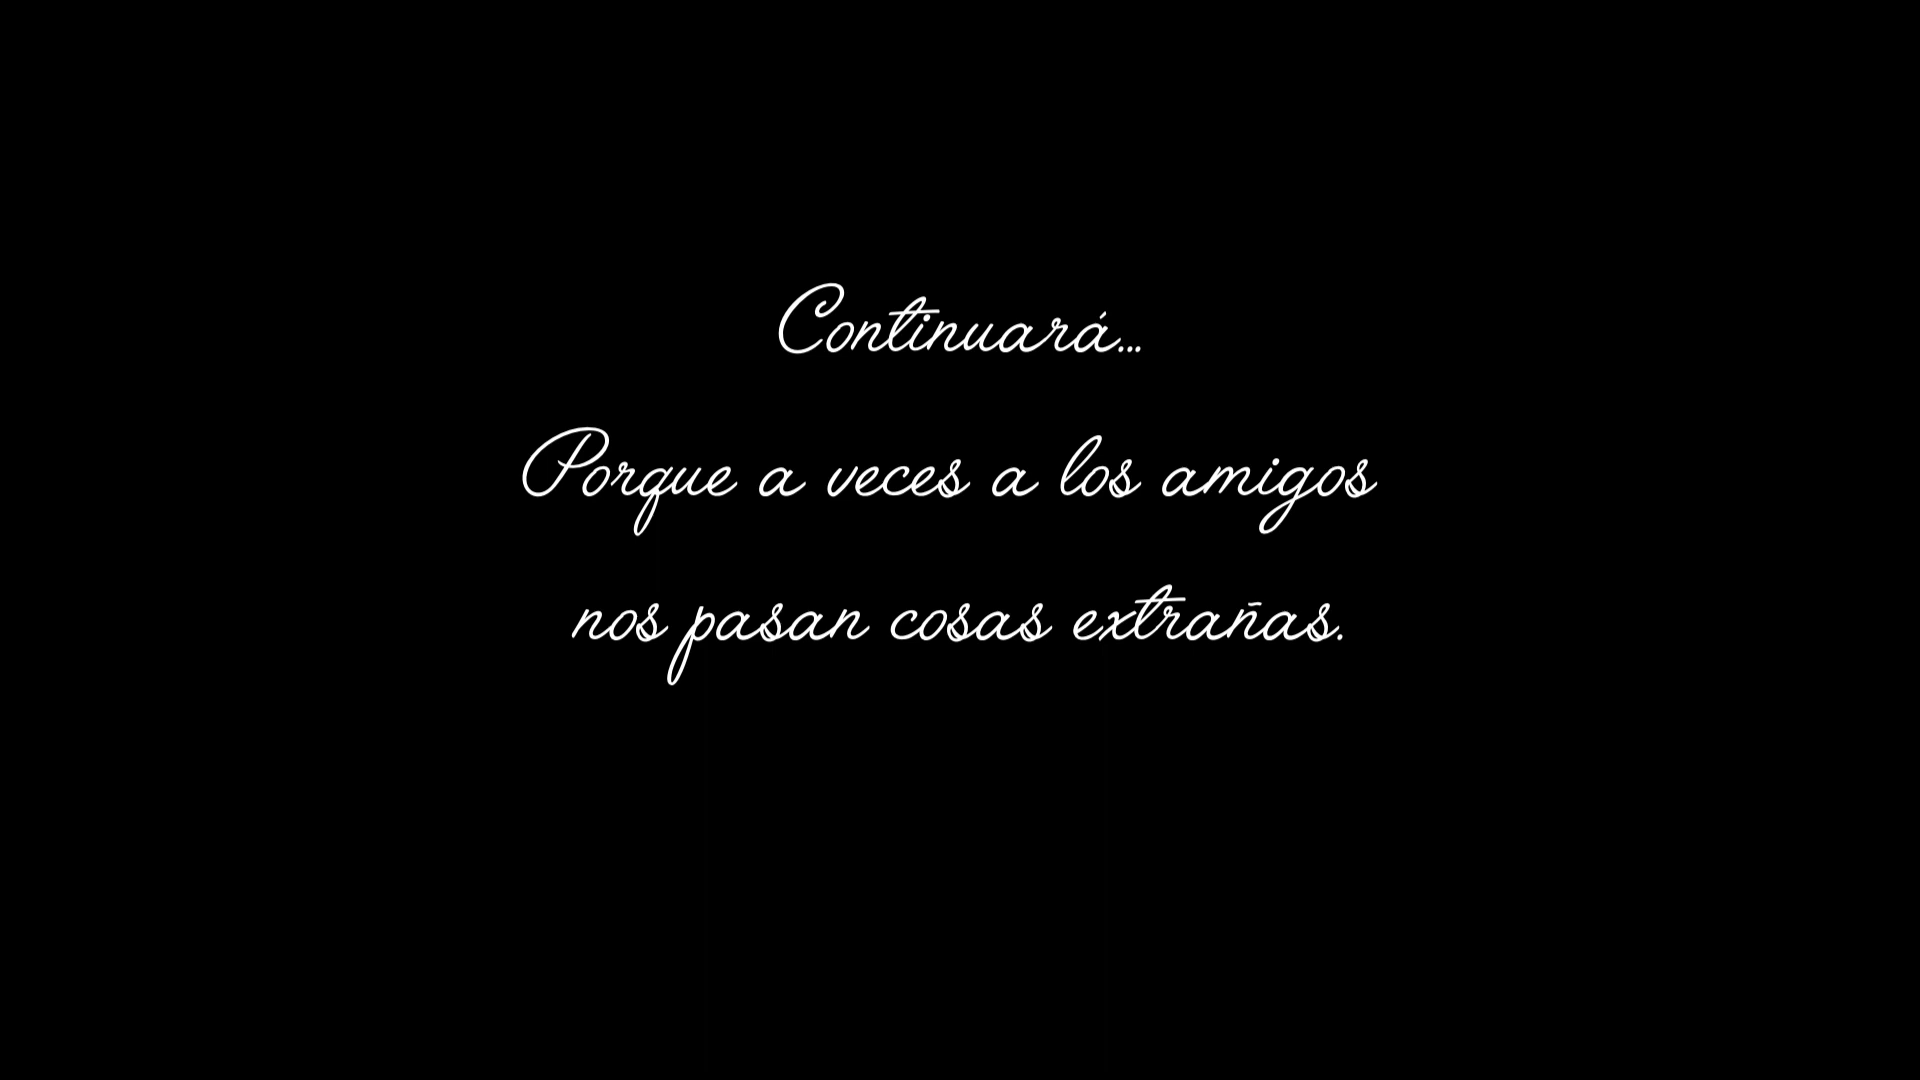 Continuará...
Porque a veces a los amigos
nos pasan cosas extrañas.